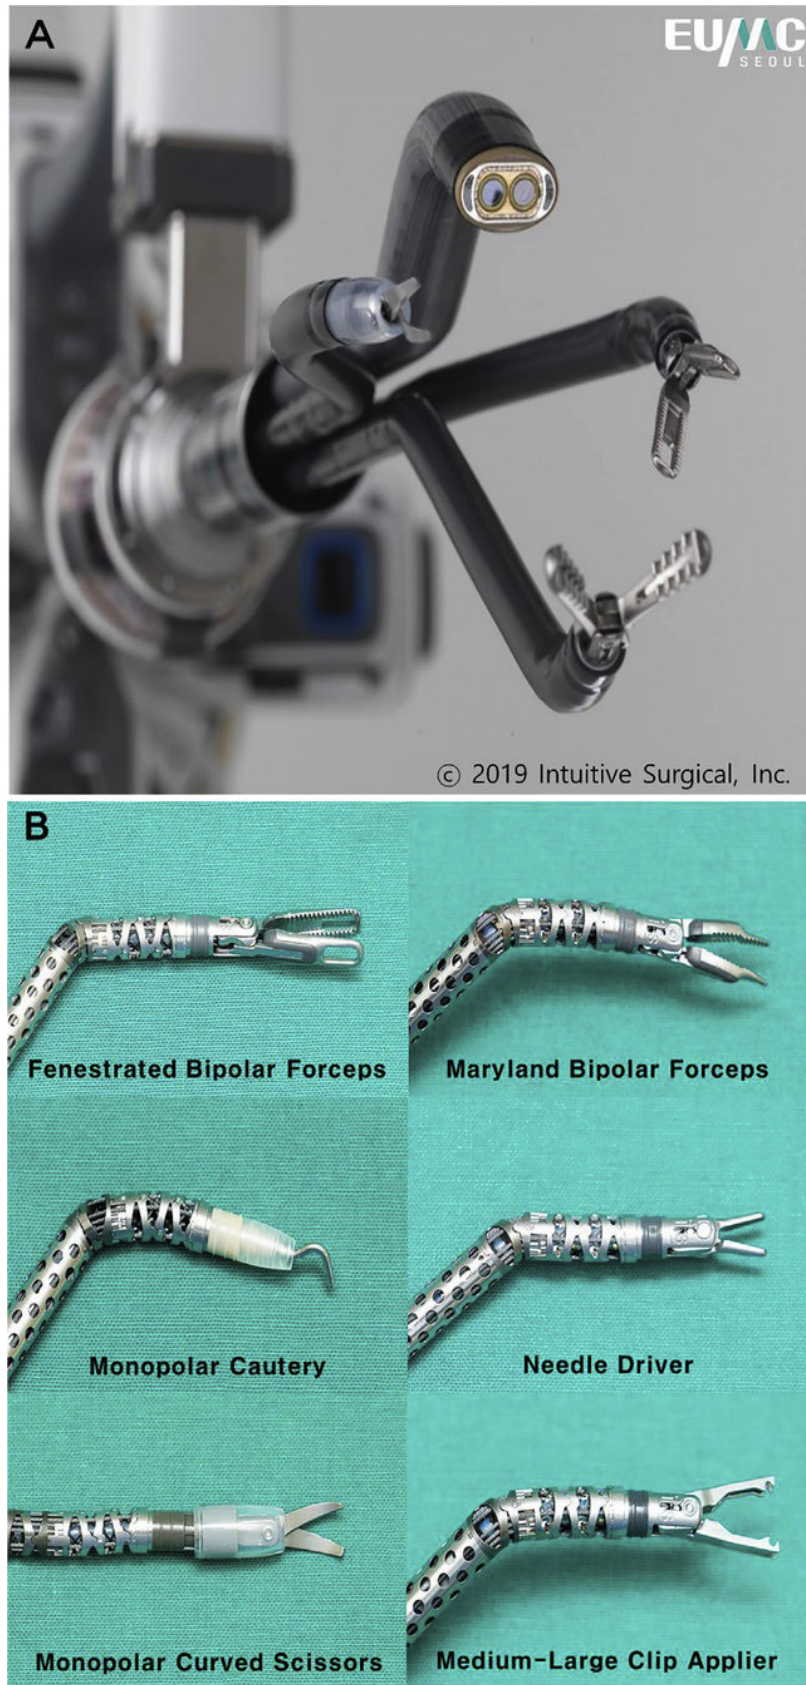 A
EUMC
SEOUL
© 2019 Intuitive Surgical, Inc.
B
Fenestrated Bipolar Forceps
Maryland Bipolar Forceps
Monopolar Cautery
Needle Driver
Monopolar Curved Scissors
Medium-Large Clip Applier